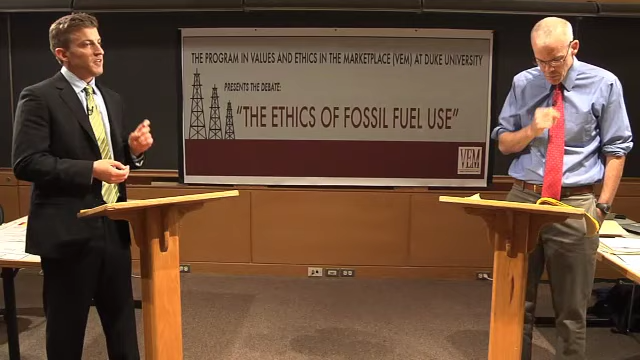 THE PROGRAM IN VALUES AND ETHICS IN THE MARKETPLACE (VEM) AT DUKE UNIVERSITY
PRESENTS THE DEBATE:
"THE ETHICS OF FOSSIL FUEL USE"
VEM